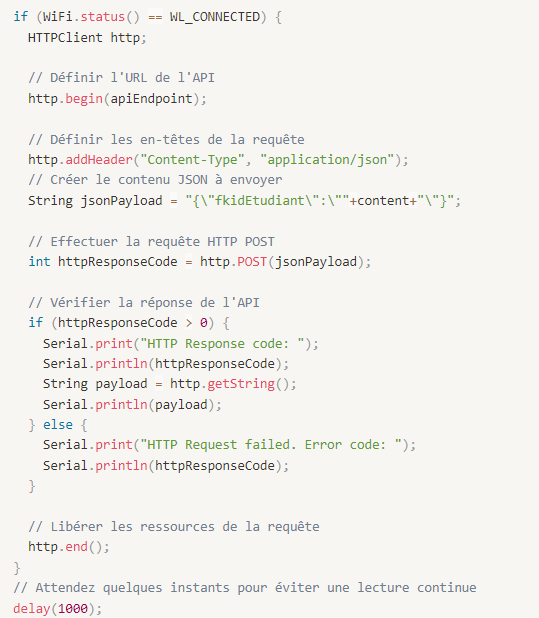 if (WiFi.status() == WL_CONNECTED) {
  HTTPClient http;

  // Définir l'URL de l'API
  http.begin(apiEndpoint);

  // Définir les en-têtes de la requête
  http.addHeader("Content-Type", "application/json");
  // Créer le contenu JSON à envoyer
  String jsonPayload = "{\"fkidEtudiant\":\""+content+"\"}";

  // Effectuer la requête HTTP POST
  int httpResponseCode = http.POST(jsonPayload);

  // Vérifier la réponse de l'API
  if (httpResponseCode > 0) {
    Serial.print("HTTP Response code: ");
    Serial.println(httpResponseCode);
    String payload = http.getString();
    Serial.println(payload);
  } else {
    Serial.print("HTTP Request failed. Error code: ");
    Serial.println(httpResponseCode);
  }

  // Libérer les ressources de la requête
  http.end();
}
// Attendez quelques instants pour éviter une lecture continue
delay(1000);